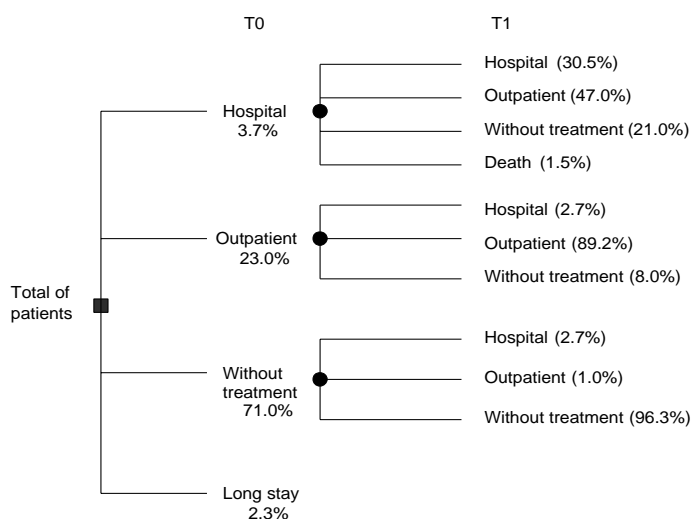 T0 T1
Hospital (30.5%)
Outpatient (47.0%)
Hospital
3.7%
Without treatment (21.0%)
Death (1.5%)
Hospital (2.7%)
Outpatient
23.0%
Outpatient (89.2%)
Without treatment (8.0%)
Total of
patients
Hospital (2.7%)
Without
treatment
71.0%
Outpatient (1.0%)
Without treatment (96.3%)
Long stay
2.3%